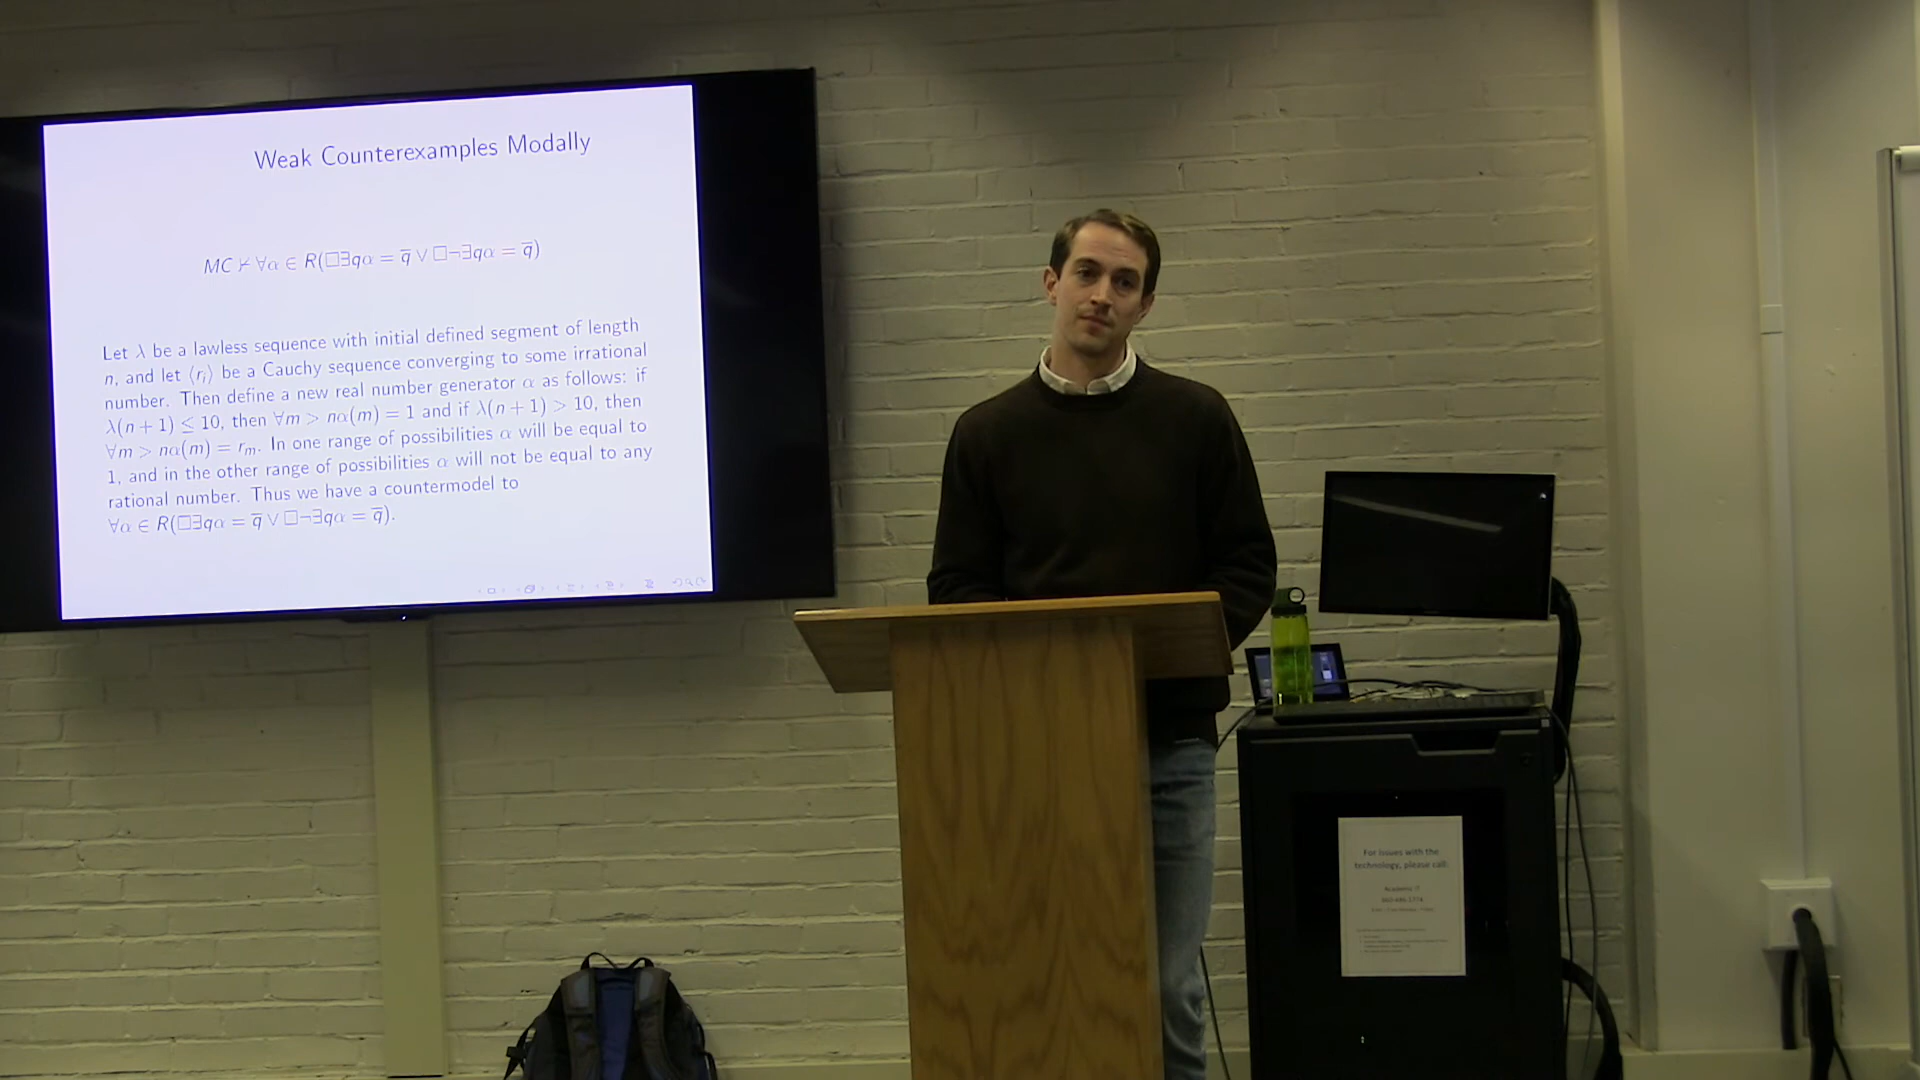 Weak Counterexamples Modally
MC ⊬ ∀α ∈ R(□∃qα = q̅ ∨ □¬∃qα = q̅)
Let λ be a lawless sequence with initial defined segment of length
n, and let ⟨rᵢ⟩ be a Cauchy sequence converging to some irrational
number. Then define a new real number generator α as follows: if
λ(n + 1) ≤ 10, then ∀m > nα(m) = 1 and if λ(n + 1) > 10, then
∀m > nα(m) = rₘ. In one range of possibilities α will be equal to
1, and in the other range of possibilities α will not be equal to any
rational number. Thus we have a countermodel to
∀α ∈ R(□∃qα = q̅ ∨ □¬∃qα = q̅).
For issues with the
technology, please call:
Academic IT